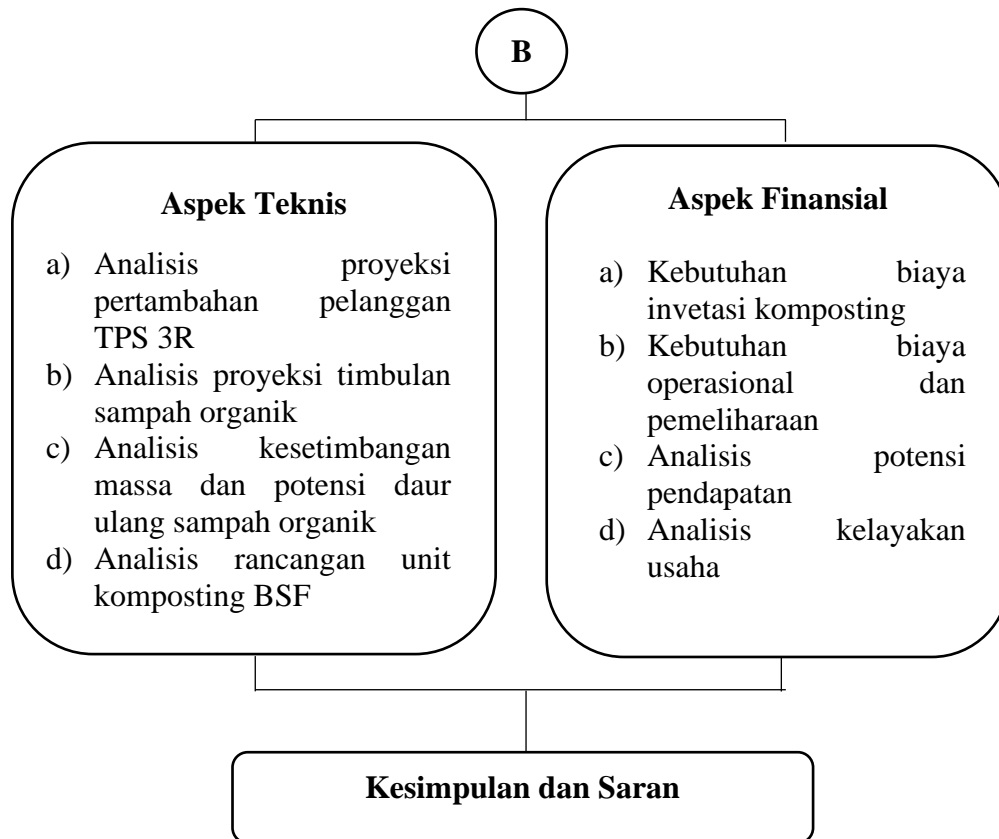 B
Aspek Teknis
a) Analisis proyeksi
pertambahan pelanggan
TPS 3R
b) Analisis proyeksi timbulan
sampah organik
c) Analisis kesetimbangan
massa dan potensi daur
ulang sampah organik
d) Analisis rancangan unit
komposting BSF
Aspek Finansial
a) Kebutuhan biaya
invetasi komposting
b) Kebutuhan biaya
operasional dan
pemeliharaan
c) Analisis potensi
pendapatan
d) Analisis kelayakan
usaha
Kesimpulan dan Saran